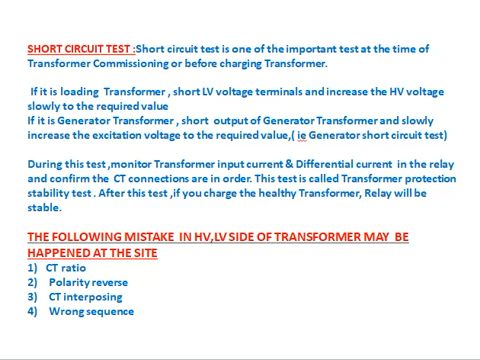 SHORT CIRCUIT TEST :Short circuit test is one of the important test at the time of
Transformer Commissioning or before charging Transformer.
If it is loading Transformer , short LV voltage terminals and increase the HV voltage
slowly to the required value
If it is Generator Transformer , short output of Generator Transformer and slowly
increase the excitation voltage to the required value,( ie Generator short circuit test)
During this test ,monitor Transformer input current & Differential current in the relay
and confirm the CT connections are in order. This test is called Transformer protection
stability test . After this test ,if you charge the healthy Transformer, Relay will be
stable.
THE FOLLOWING MISTAKE IN HV,LV SIDE OF TRANSFORMER MAY BE
HAPPENED AT THE SITE
1) CT ratio
2) Polarity reverse
3) CT interposing
4) Wrong sequence